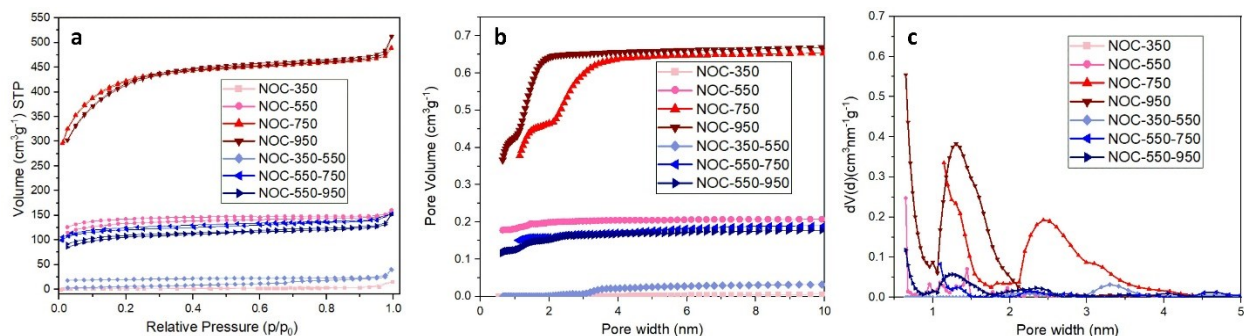 a
Volume (cm³g⁻¹) STP
550
500
450
400
350
300
250
200
150
100
50
0
NOC-350
NOC-550
NOC-750
NOC-950
NOC-350-550
NOC-550-750
NOC-550-950
0.0 0.2 0.4 0.6 0.8 1.0
Relative Pressure (p/p₀)
b
Pore Volume (cm³g⁻¹)
0.7
0.6
0.5
0.4
0.3
0.2
0.1
0.0
NOC-350
NOC-550
NOC-750
NOC-950
NOC-350-550
NOC-550-750
NOC-550-950
0 2 4 6 8 10
Pore width (nm)
c
dV(d)(cm³nm⁻¹g⁻¹)
0.7
0.6
0.5
0.4
0.3
0.2
0.1
0.0
NOC-350
NOC-550
NOC-750
NOC-950
NOC-350-550
NOC-550-750
NOC-550-950
1 2 3 4 5
Pore width (nm)